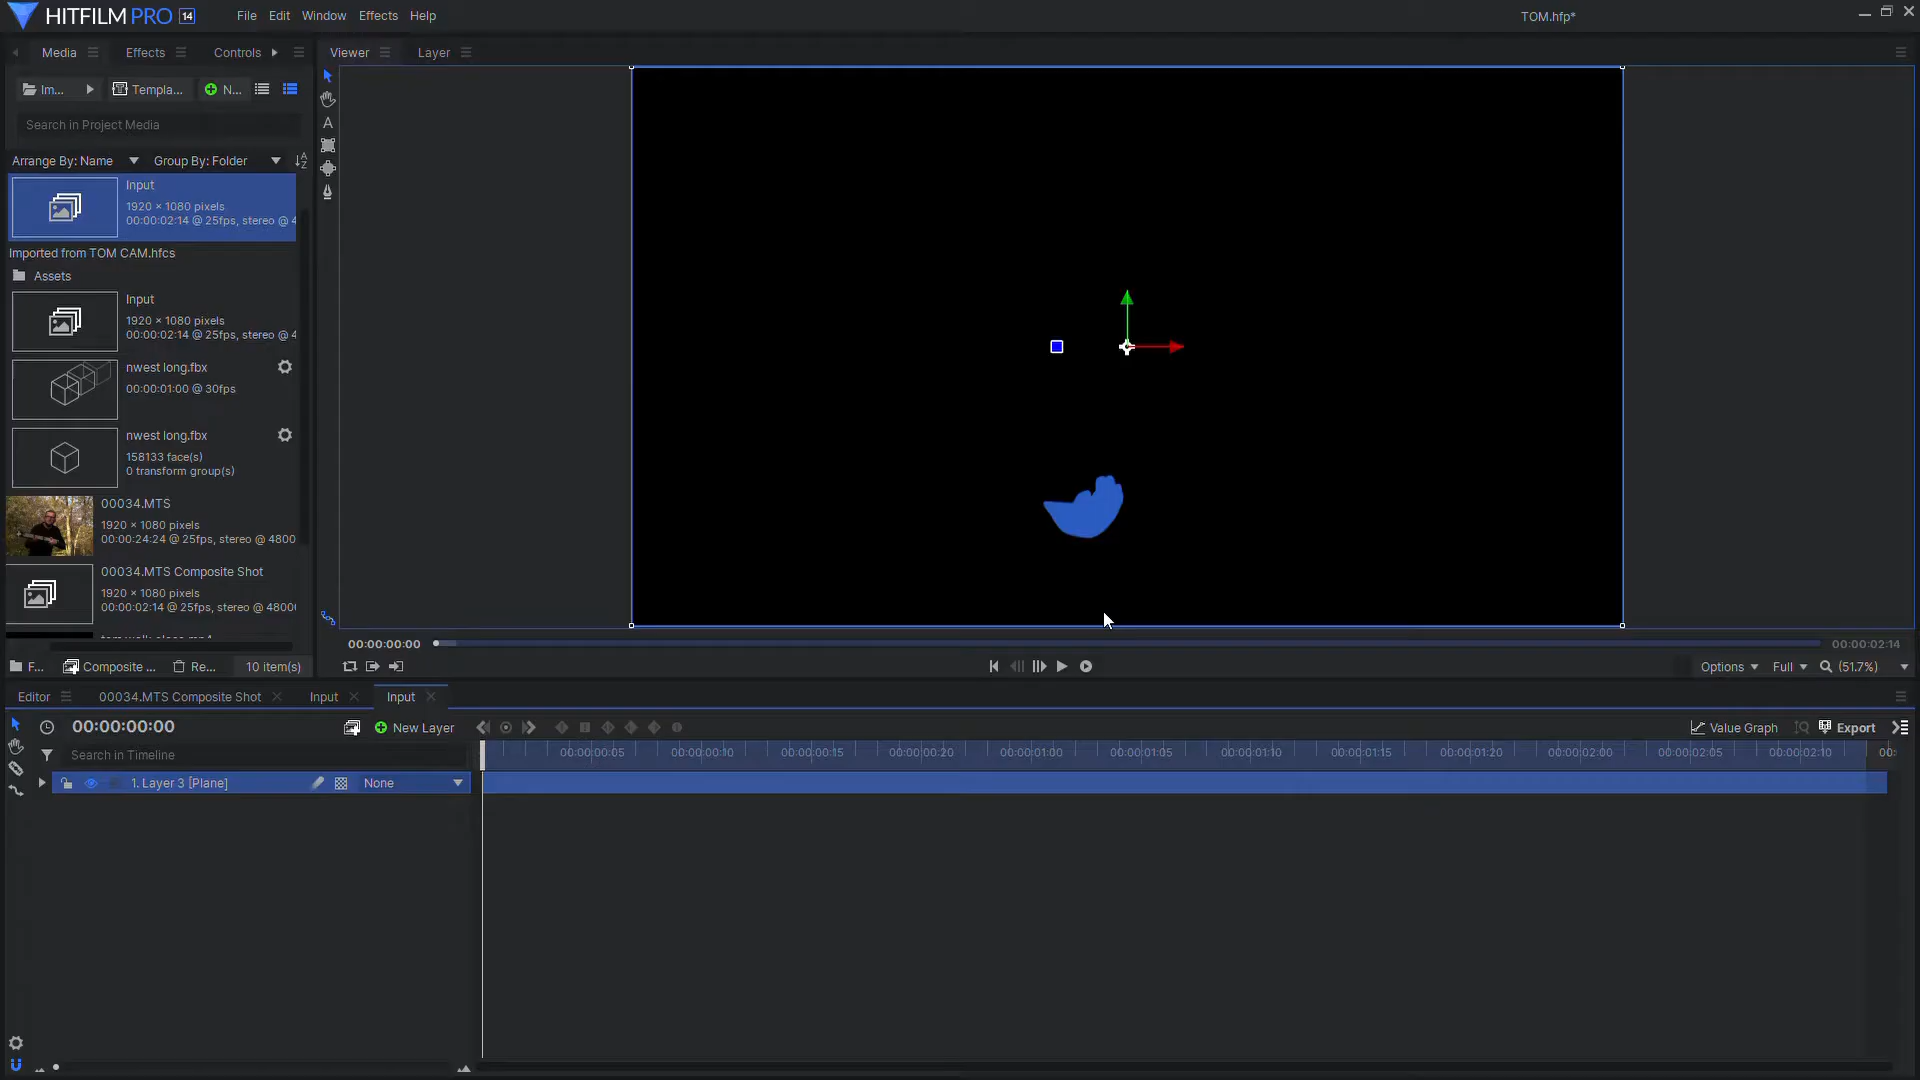 HITFILM PRO 14
File Edit Window Effects Help
TOM.hfp*
Media Effects Controls
Viewer Layer
Im... Templa... N...
Search in Project Media
Arrange By: Name Group By: Folder
Input
1920 × 1080 pixels
00:00:02:14 @ 25fps, stereo @ 4
Imported from TOM CAM.hfcs
Assets
Input
1920 × 1080 pixels
00:00:02:14 @ 25fps, stereo @ 4
nwest long.fbx
00:00:01:00 @ 30fps
nwest long.fbx
158133 face(s)
0 transform group(s)
00034.MTS
1920 × 1080 pixels
00:00:24:24 @ 25fps, stereo @ 4800
00034.MTS Composite Shot
1920 × 1080 pixels
00:00:02:14 @ 25fps, stereo @ 4800
F... Composite ... Re... 10 item(s)
A
00:00:00:00
00:00:02:14
Options Full (51.7%)
Editor 00034.MTS Composite Shot Input Input
00:00:00:00
New Layer
Value Graph Export
Search in Timeline
00:00:00:05 00:00:00:10 00:00:00:15 00:00:00:20 00:00:01:00 00:00:01:05 00:00:01:10 00:00:01:15 00:00:01:20 00:00:02:00 00:00:02:05 00:00:02:10 00:
1. Layer 3 [Plane] None